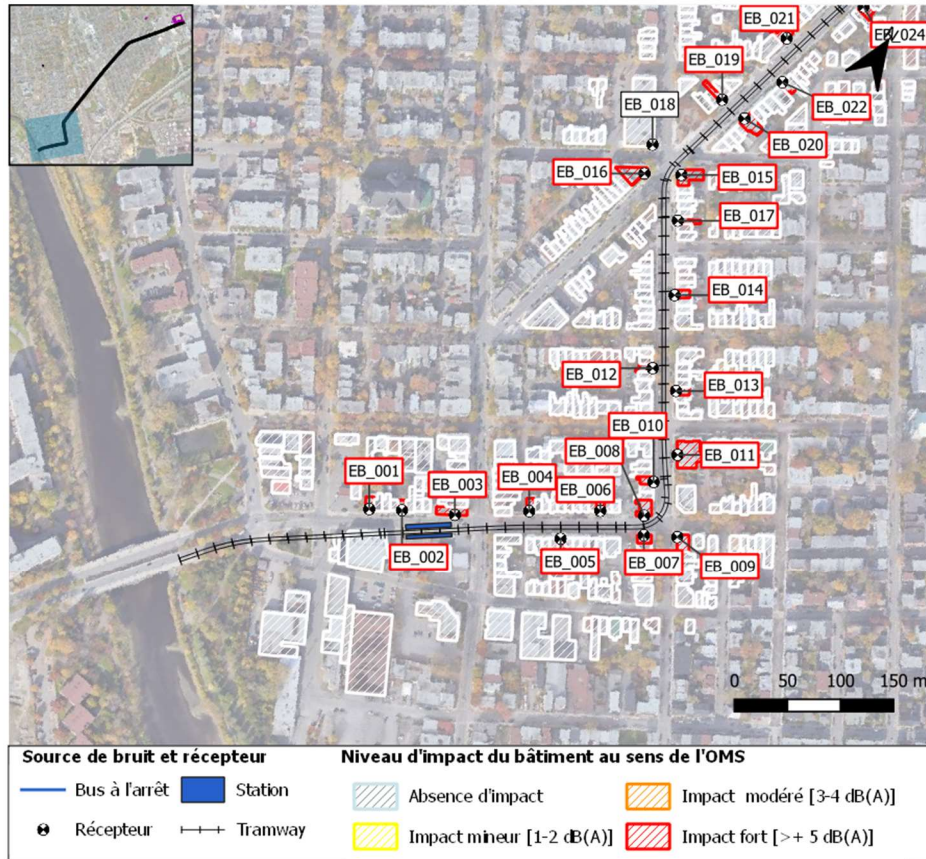 EB_021
EB_024
EB_019
EB_018
EB_022
EB_020
EB_016
EB_015
EB_017
EB_014
EB_012
EB_013
EB_010
EB_008
EB_011
EB_001
EB_003
EB_004
EB_006
EB_002
EB_005
EB_007
EB_009
0 50 100 150 m
Source de bruit et récepteur
Bus à l'arrêt
Station
Récepteur
Tramway
Niveau d'impact du bâtiment au sens de l'OMS
Absence d'impact
Impact modéré [3-4 dB(A)]
Impact mineur [1-2 dB(A)]
Impact fort [>+ 5 dB(A)]